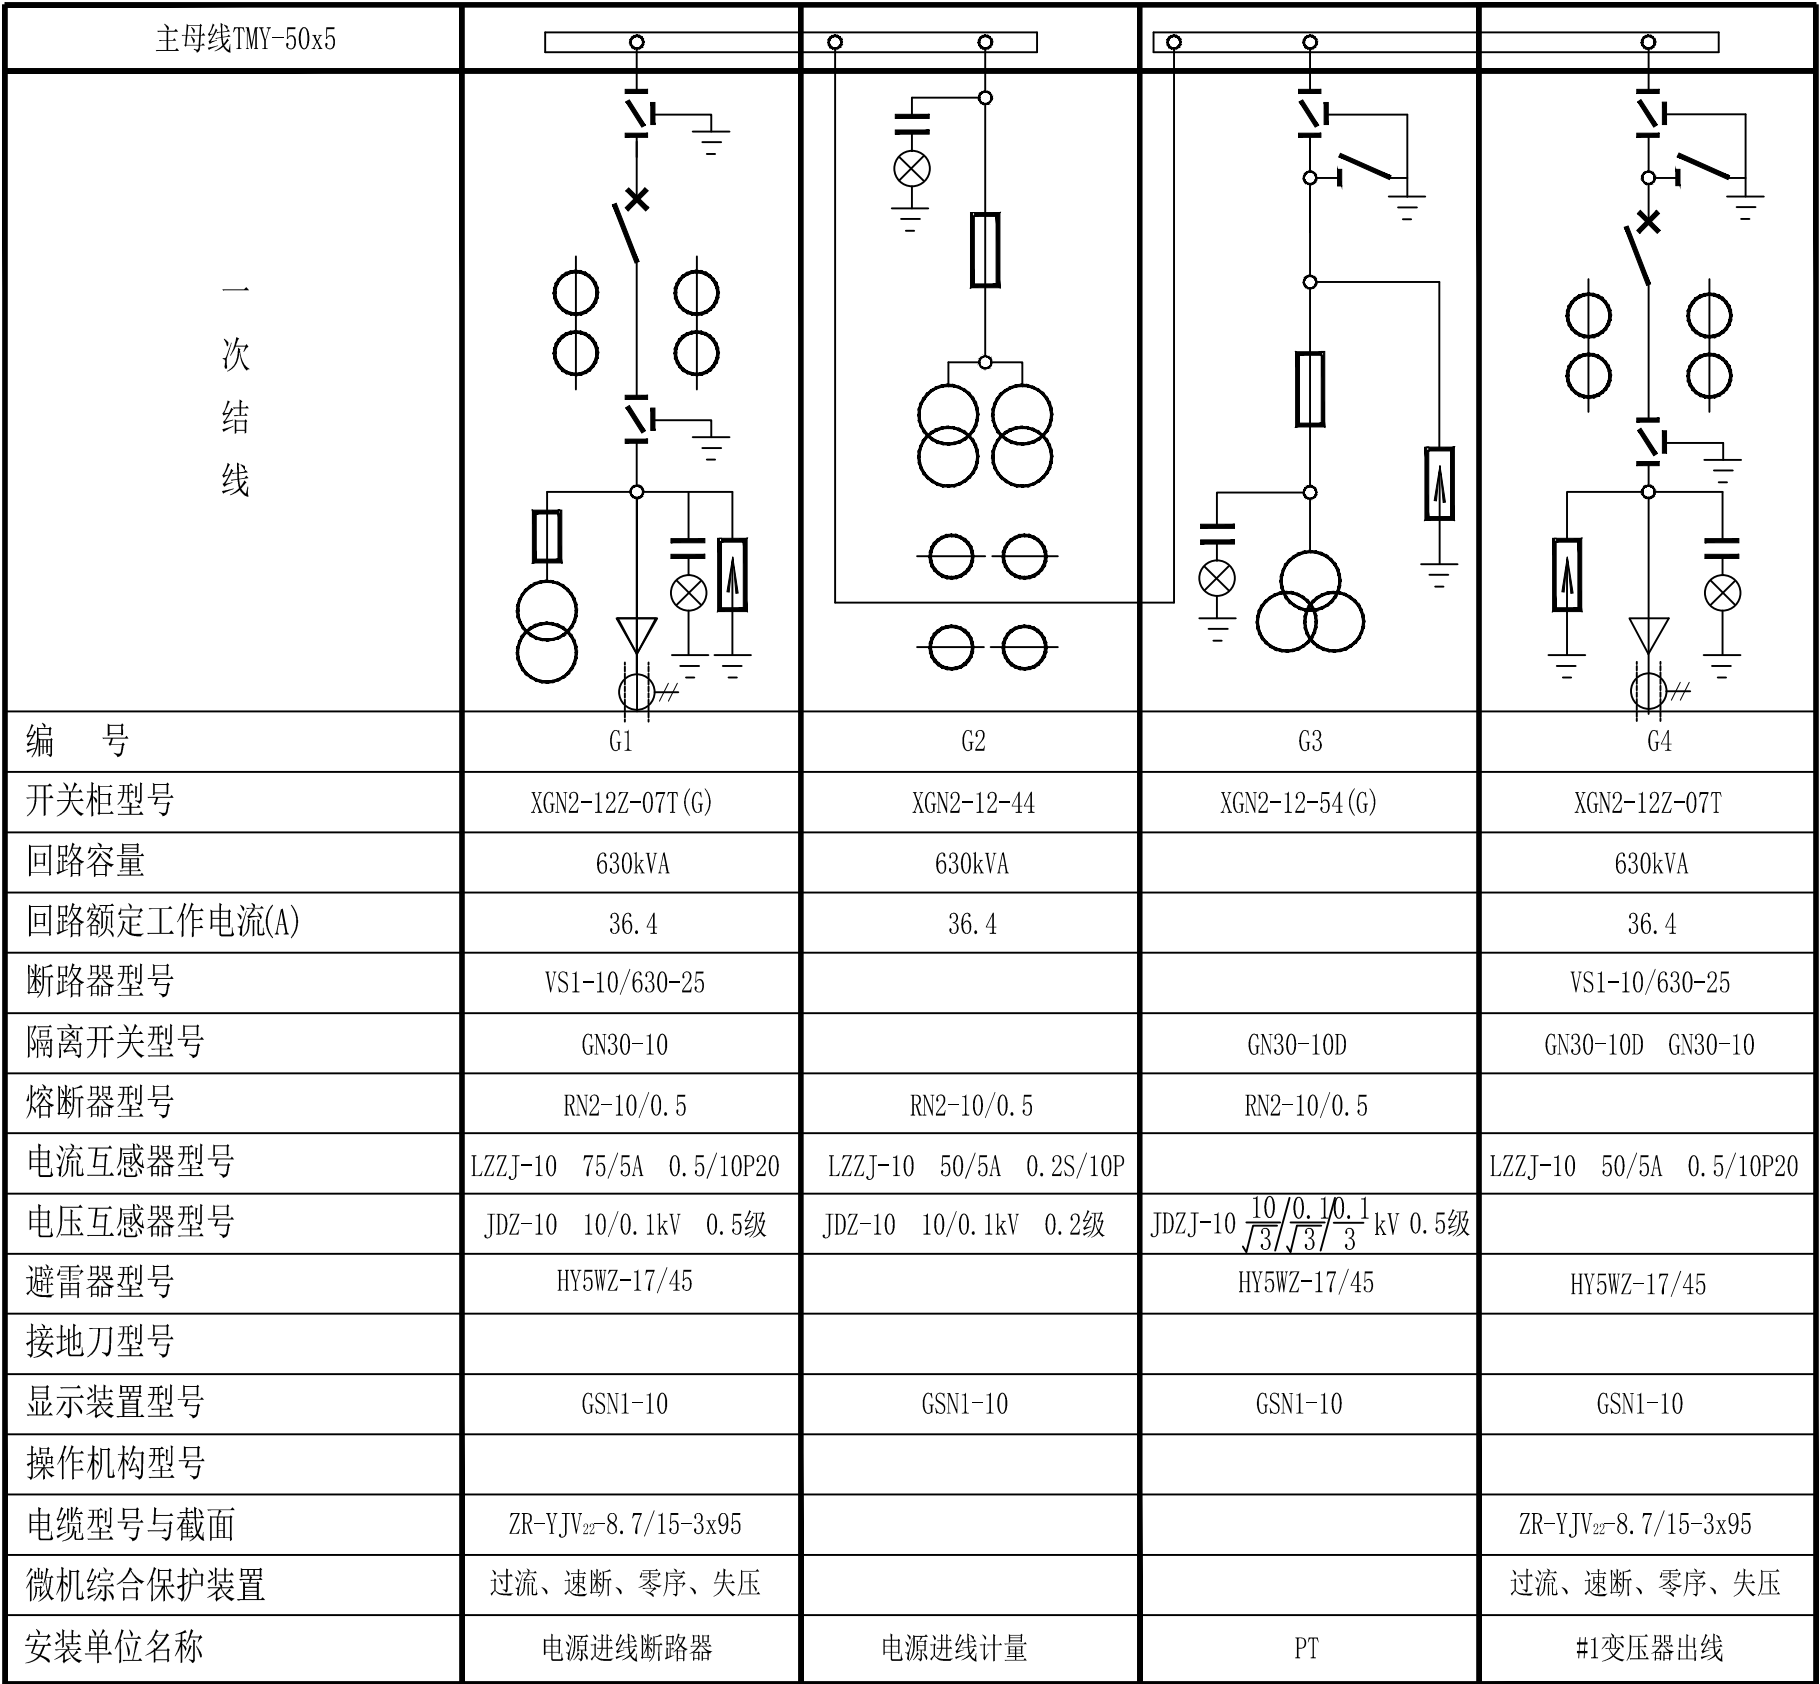 主母线TMY-50x5
一
次
结
线
编 号 G1 G2 G3 G4
开关柜型号 XGN2-12Z-07T(G) XGN2-12-44 XGN2-12-54(G) XGN2-12Z-07T
回路容量 630kVA 630kVA 630kVA
回路额定工作电流(A) 36.4 36.4 36.4
断路器型号 VS1-10/630-25 VS1-10/630-25
隔离开关型号 GN30-10 GN30-10D GN30-10D GN30-10
熔断器型号 RN2-10/0.5 RN2-10/0.5 RN2-10/0.5
电流互感器型号 LZZJ-10 75/5A 0.5/10P20 LZZJ-10 50/5A 0.2S/10P LZZJ-10 50/5A 0.5/10P20
电压互感器型号 JDZ-10 10/0.1kV 0.5级 JDZ-10 10/0.1kV 0.2级 JDZJ-10 10/√3/0.1/√3/0.1/3 kV 0.5级
避雷器型号 HY5WZ-17/45 HY5WZ-17/45 HY5WZ-17/45
接地刀型号
显示装置型号 GSN1-10 GSN1-10 GSN1-10 GSN1-10
操作机构型号
电缆型号与截面 ZR-YJV22-8.7/15-3x95 ZR-YJV22-8.7/15-3x95
微机综合保护装置 过流、速断、零序、失压 过流、速断、零序、失压
安装单位名称 电源进线断路器 电源进线计量 PT #1变压器出线